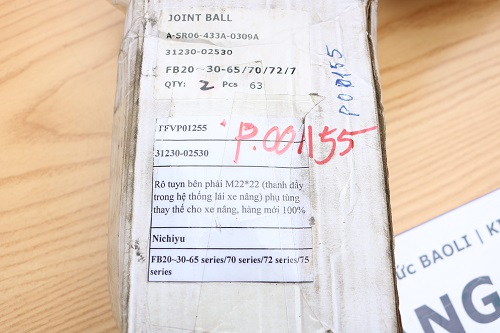 JOINT BALL
A-SR06-433A-0309A
31230-02530
FB20~30-65/70/72/7
QTY: 2 Pcs 63
P00155
TFVP01255
P.001155
31230-02530
Rô tuyn bên phải M22*22 (thanh đẩy
trong hệ thống lái xe nâng) phụ tùng
thay thế cho xe nâng, hàng mới 100%
Nichiyu
FB20~30-65 series/70 series/72 series/75
series
ức BAOLI | K
NG